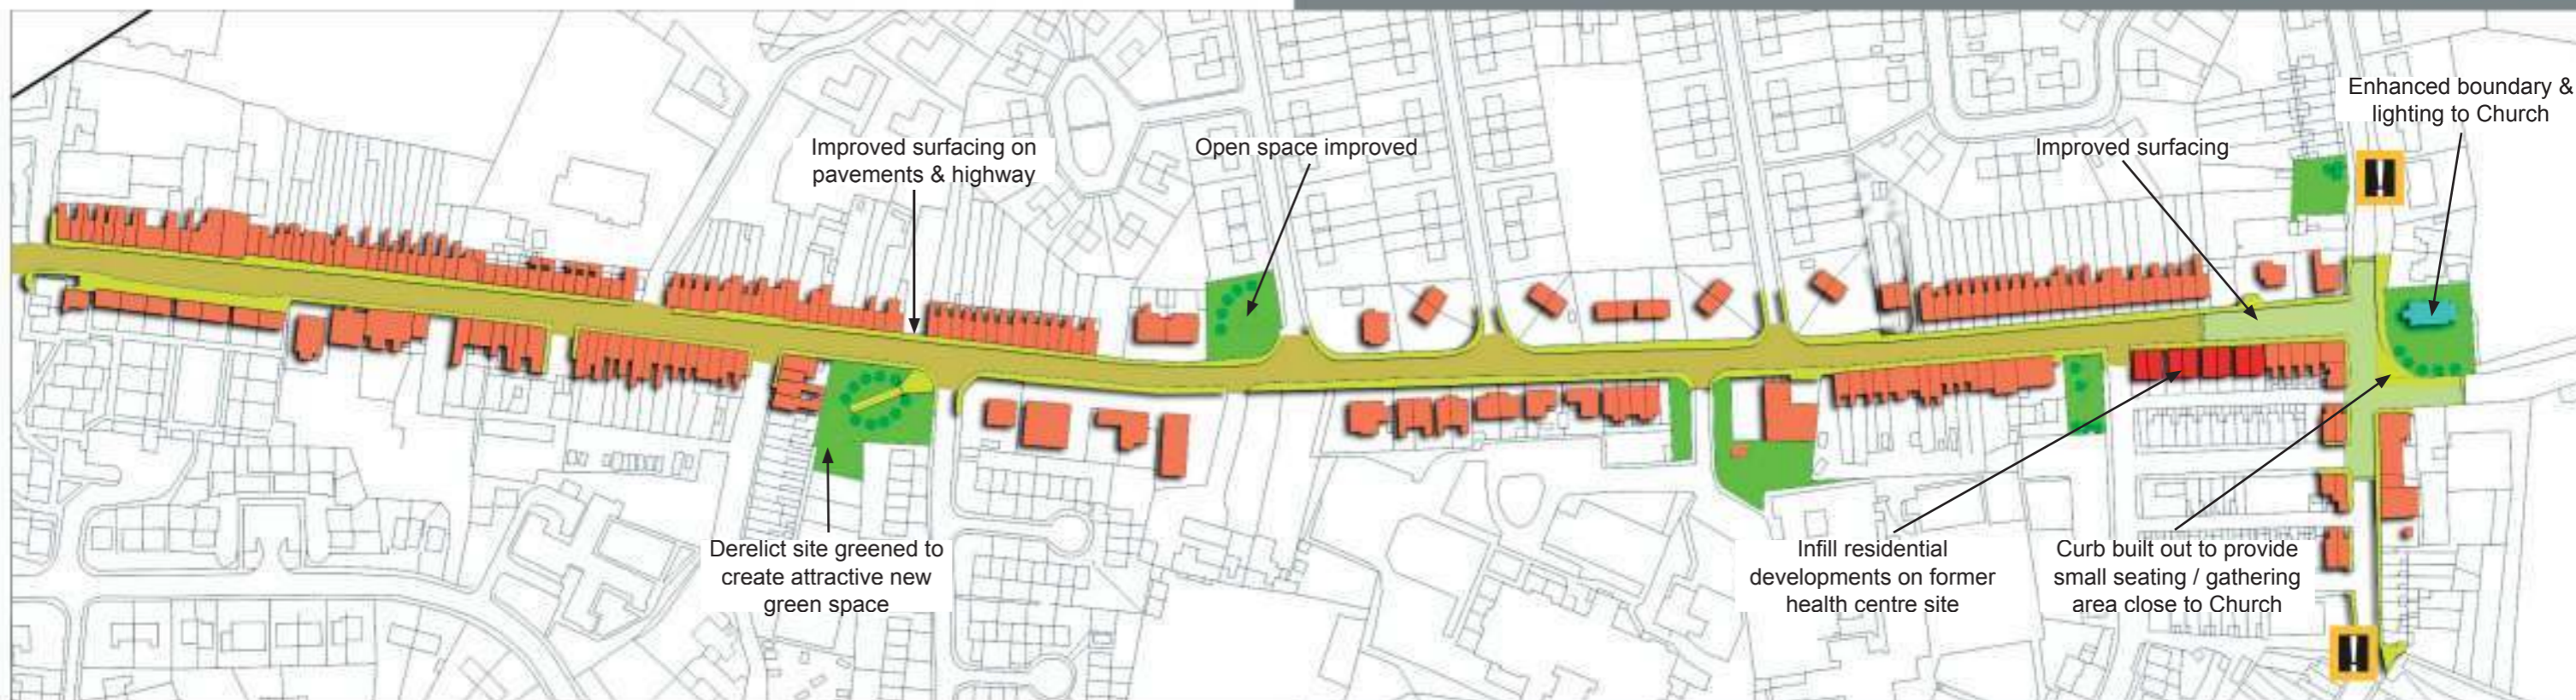 Enhanced boundary &
lighting to Church
Improved surfacing on
pavements & highway
Open space improved
Improved surfacing
Derelict site greened to
create attractive new
green space
Infill residential
developments on former
health centre site
Curb built out to provide
small seating / gathering
area close to Church